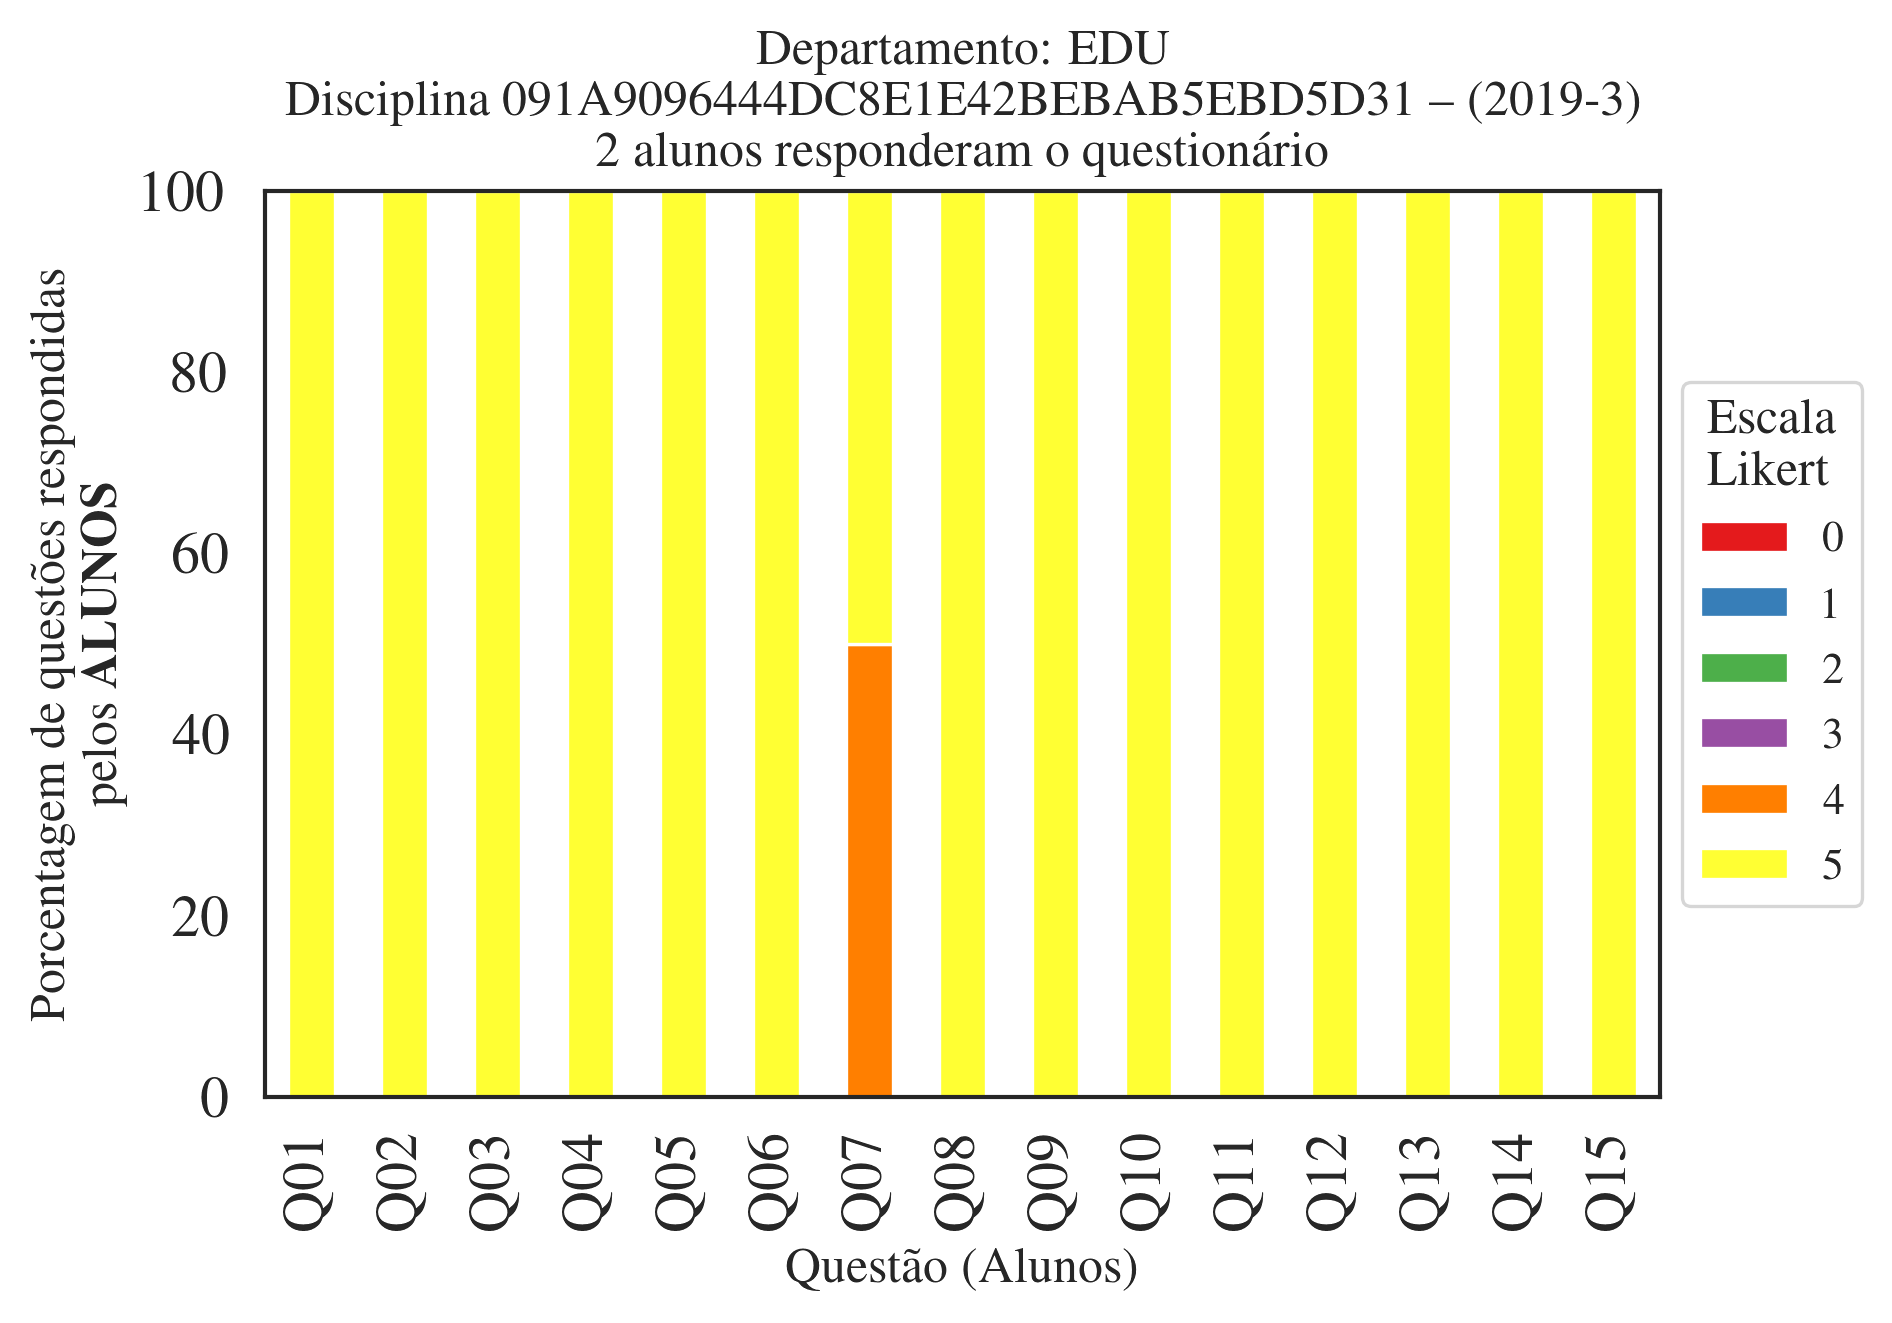 Departamento: EDU
Disciplina 091A9096444DC8E1E42BEBAB5EBD5D31 – (2019-3)
2 alunos responderam o questionário
Porcentagem de questões respondidas
pelos ALUNOS
100
80
60
40
20
0
Q01
Q02
Q03
Q04
Q05
Q06
Q07
Q08
Q09
Q10
Q11
Q12
Q13
Q14
Q15
Questão (Alunos)
Escala
Likert
0
1
2
3
4
5